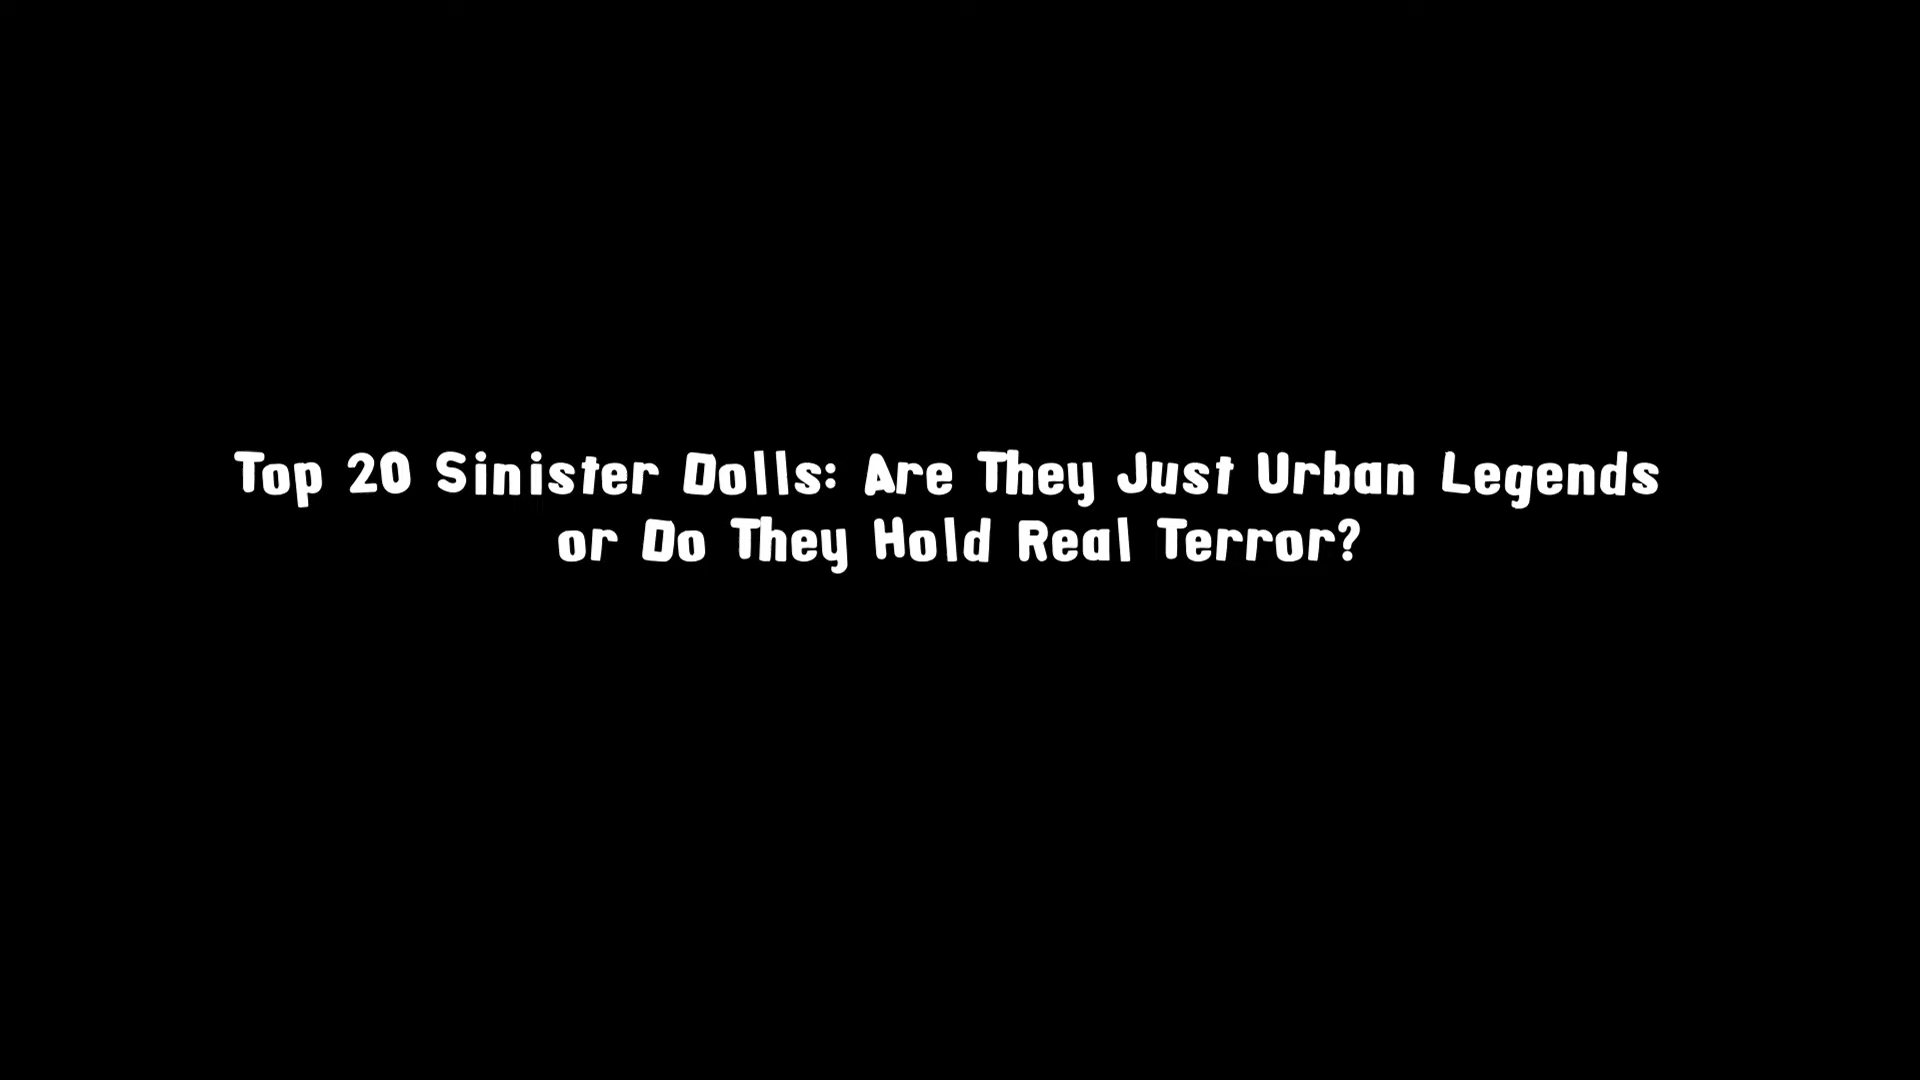 Top 20 Sinister Dolls: Are They Just Urban Legends
or Do They Hold Real Terror?